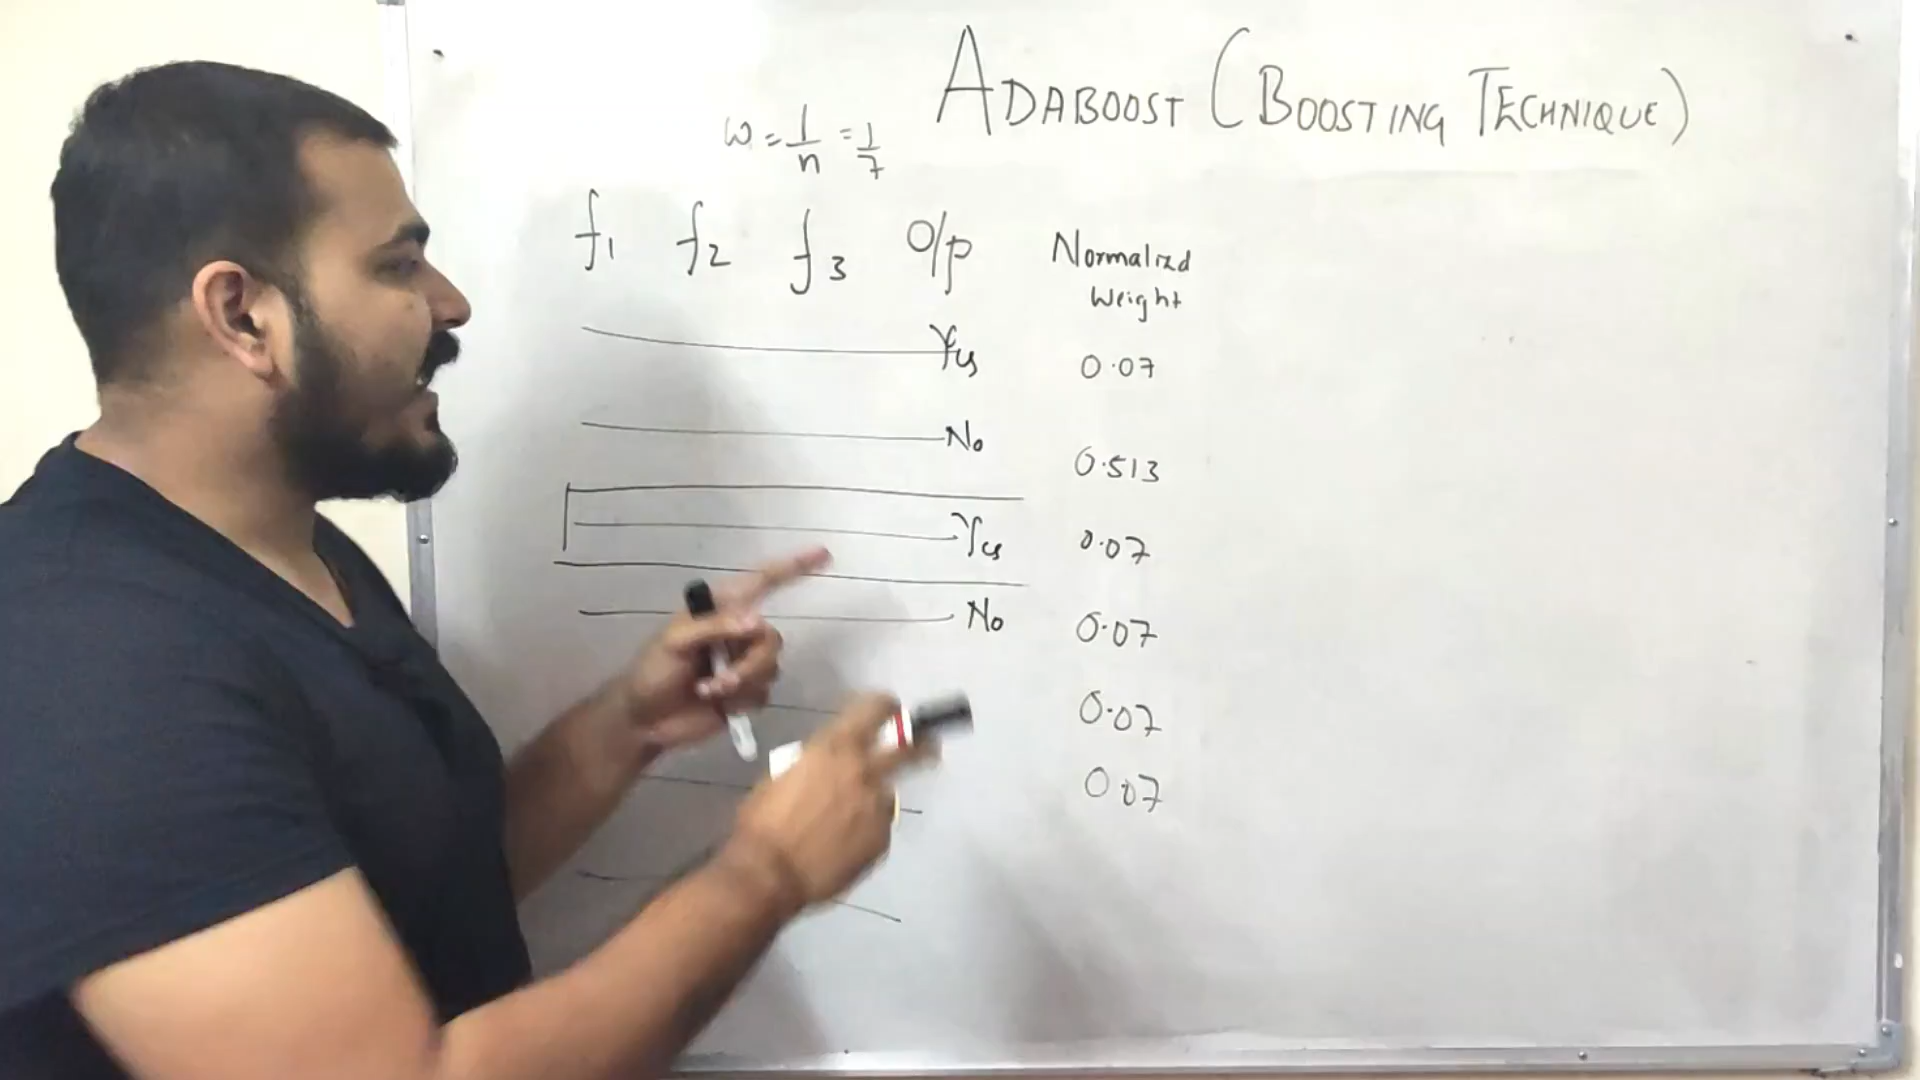 ADABOOST (BOOSTING TECHNIQUE)
w = 1/n = 1/7
f1 f2 f3 O/p Normalizd
Weight
Yes 0.07
No 0.513
Yes 0.07
No 0.07
0.07
0.07